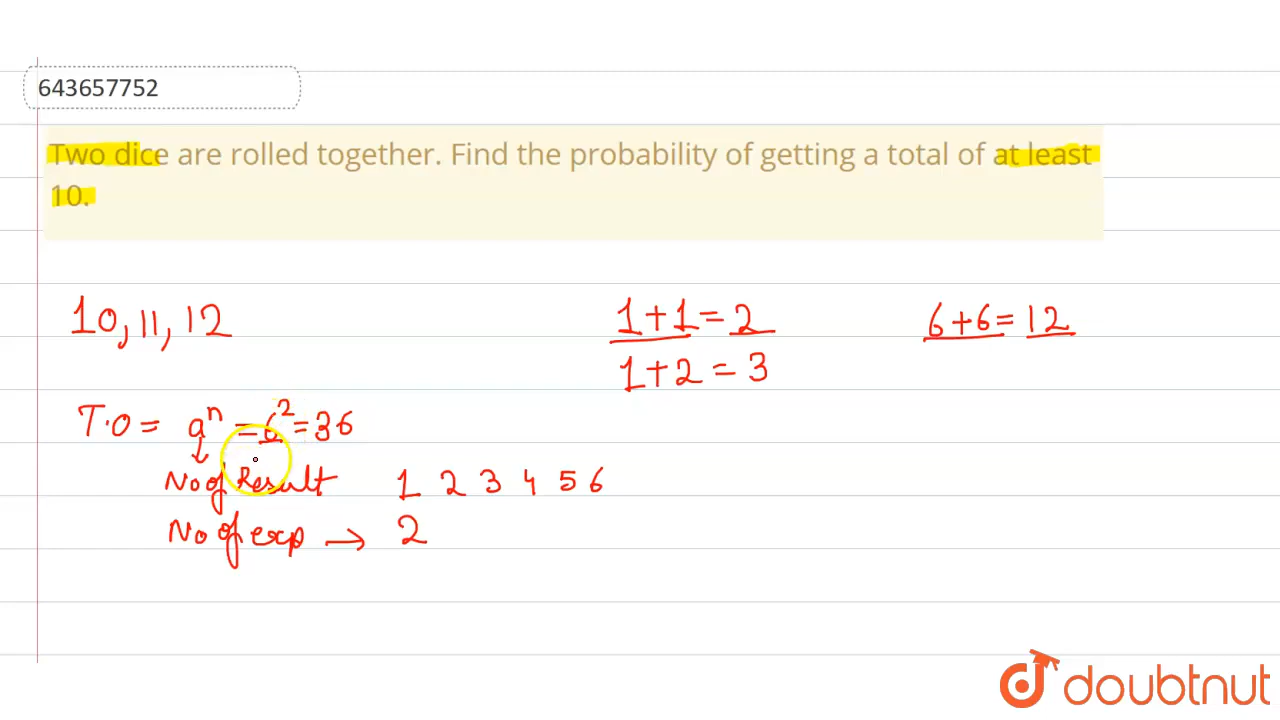 643657752
Two dice are rolled together. Find the probability of getting a total of at least
10.
10, 11, 12
1+1=2
6+6=12
1+2=3
T.O = aⁿ = 6² = 36
No of Result 1 2 3 4 5 6
No of exp → 2
doubtnut